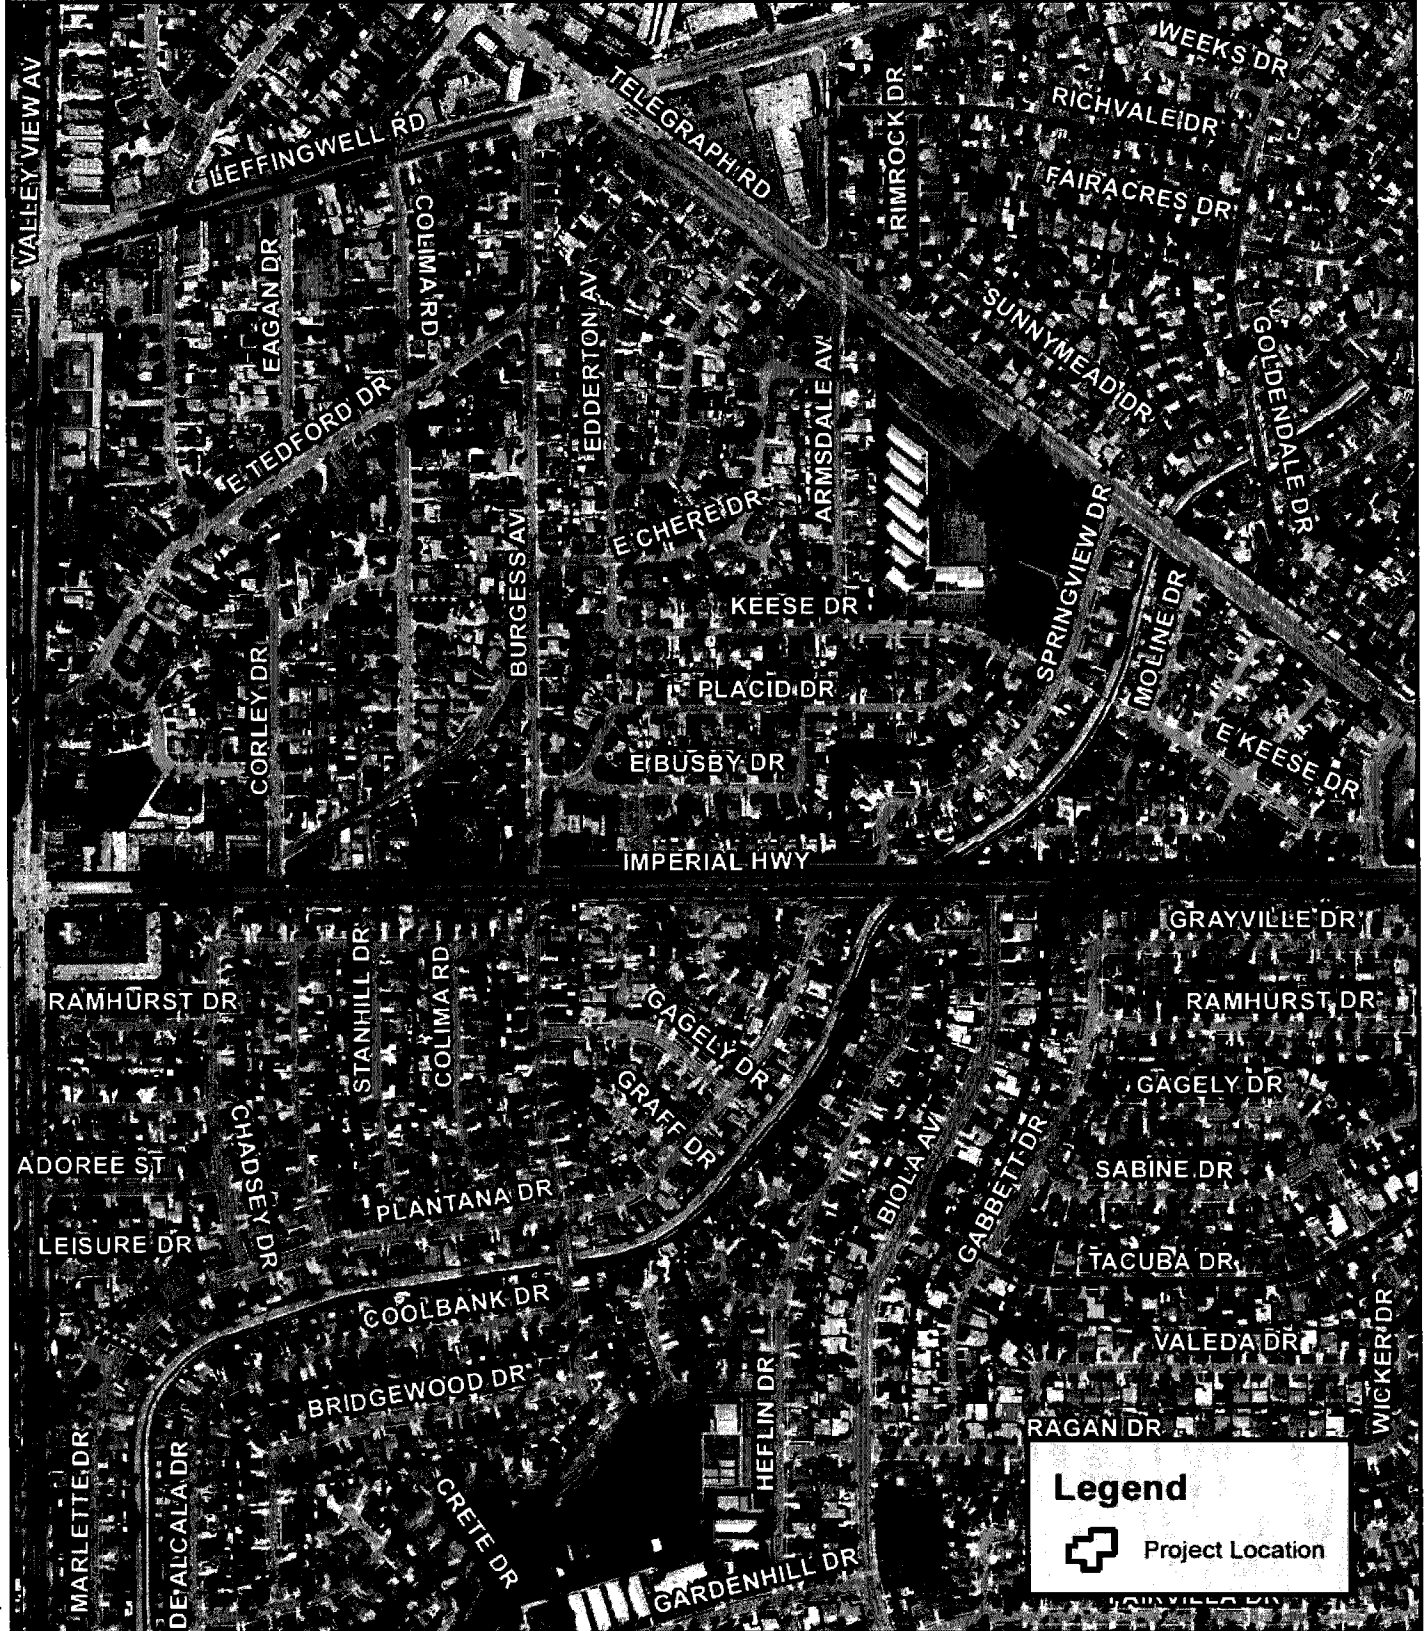 WEEKS DR
VALLEY VIEW AV
TELEGRAPH RD
RIMROCK DR
RICHVALE DR
LEFFINGWELL RD
FAIRACRES DR
COLIMA RD
EAGAN DR
EDDERTON AV
SUNNYMEAD DR
GOLDENDALE DR
ARMSDALE AV
E TEDFORD DR
E CHERE DR
SPRINGVIEW DR
BURGESS AV
KEESE DR
MOLINE DR
CORLEY DR
PLACID DR
E BUSBY DR
E KEESE DR
IMPERIAL HWY
GRAYVILLE DR
STANHILL DR
COLIMA RD
RAMHURST DR
RAMHURST DR
GAGELY DR
GAGELY DR
GRAFF DR
CHADSEY DR
ADOREE ST
BIOLA AV
GABBETT DR
SABINE DR
PLANTANA DR
LEISURE DR
TACUBA DR
COOLBANK DR
VALEDA DR
WICKER DR
BRIDGEWOOD DR
HEFLIN DR
RAGAN DR
MARLETTE DR
DEALCALA DR
CRETE DR
GARDENHILL DR
Legend
Project Location